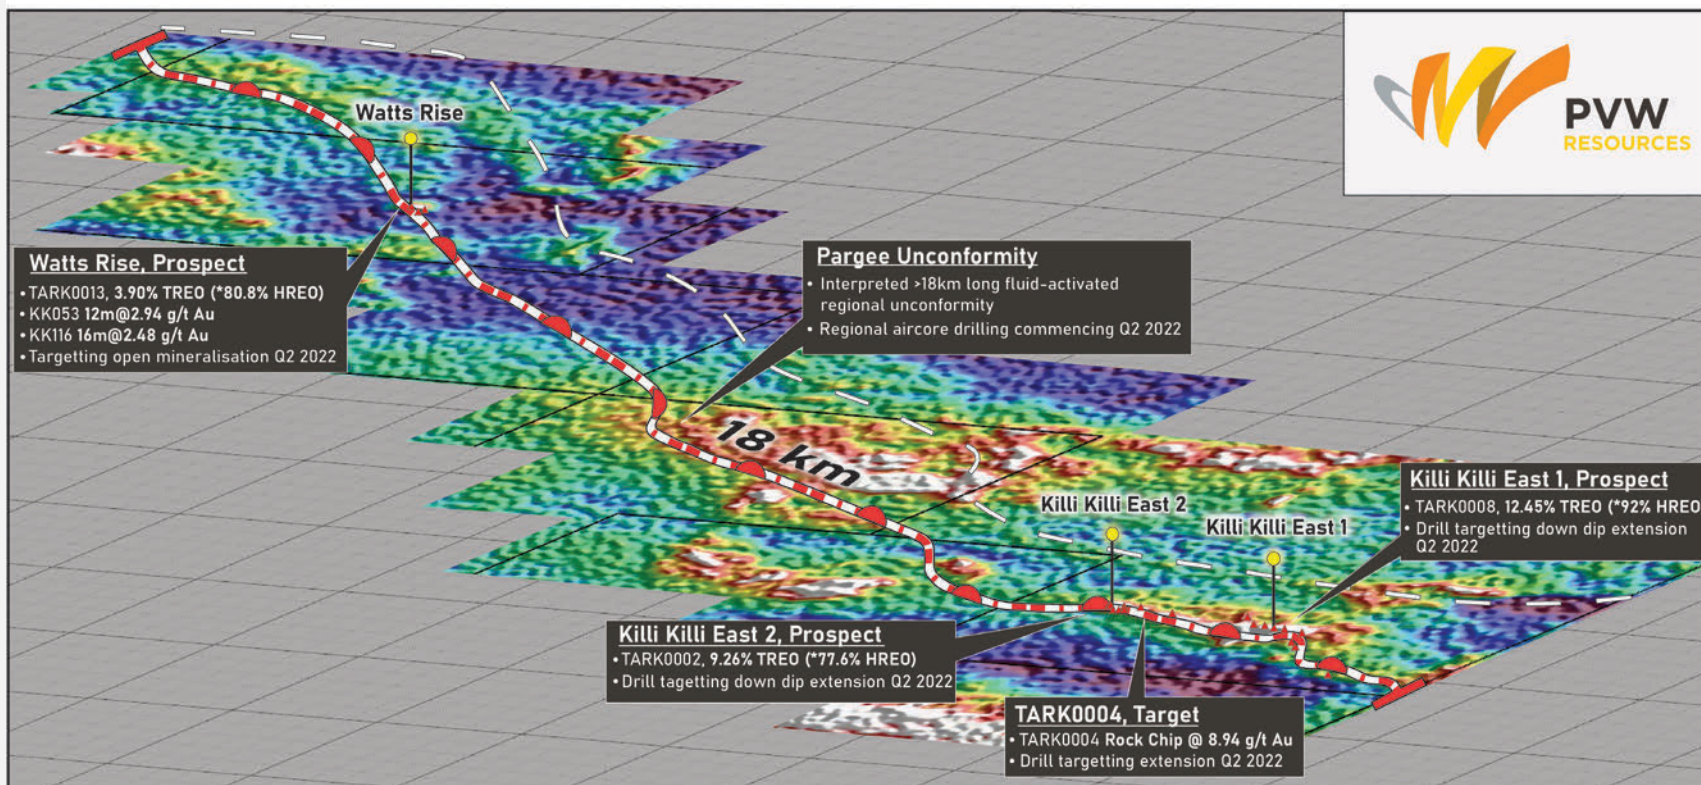 PVW
RESOURCES
Watts Rise
Watts Rise, Prospect
• TARK0013, 3.90% TREO (*80.8% HREO)
• KK053 12m@2.94 g/t Au
• KK116 16m@2.48 g/t Au
• Targetting open mineralisation Q2 2022
Pargee Unconformity
• Interpreted >18km long fluid-activated
regional unconformity
• Regional aircore drilling commencing Q2 2022
18 km
Killi Killi East 2
Killi Killi East 1
Killi Killi East 1, Prospect
• TARK0008, 12.45% TREO (*92% HREO
• Drill targetting down dip extension
Q2 2022
Killi Killi East 2, Prospect
• TARK0002, 9.26% TREO (*77.6% HREO)
• Drill tagetting down dip extension Q2 2022
TARK0004, Target
• TARK0004 Rock Chip @ 8.94 g/t Au
• Drill targetting extension Q2 2022